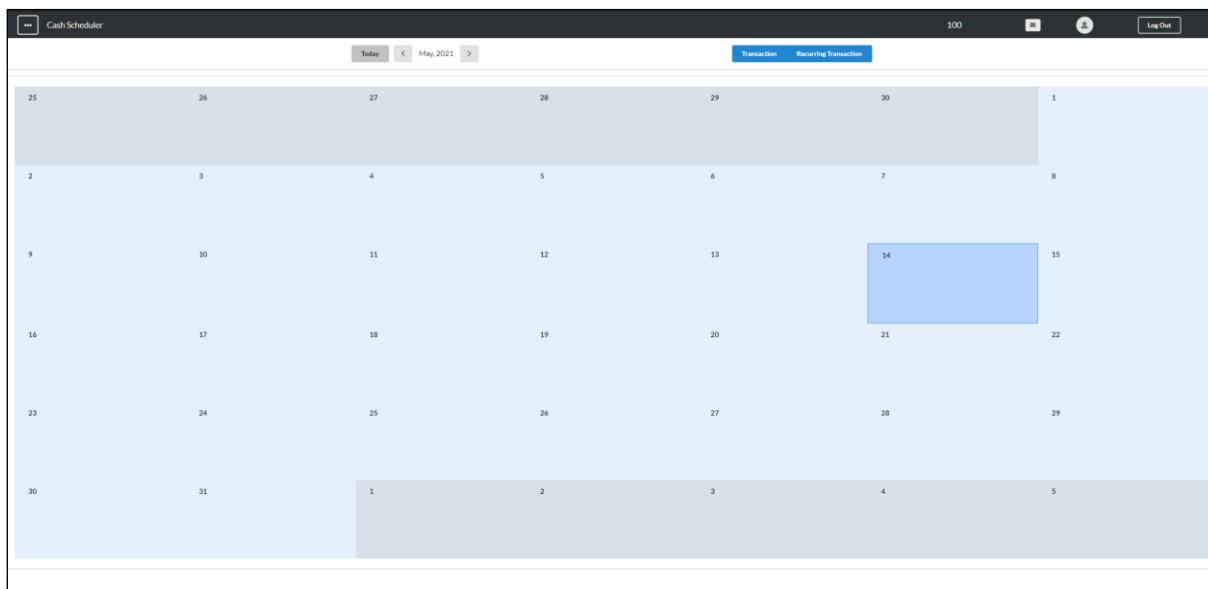 Cash Scheduler 100 Log Out
Today < May, 2021 > Transaction Recurring Transaction
25 26 27 28 29 30 1
2 3 4 5 6 7 8
9 10 11 12 13 14 15
16 17 18 19 20 21 22
23 24 25 26 27 28 29
30 31 1 2 3 4 5